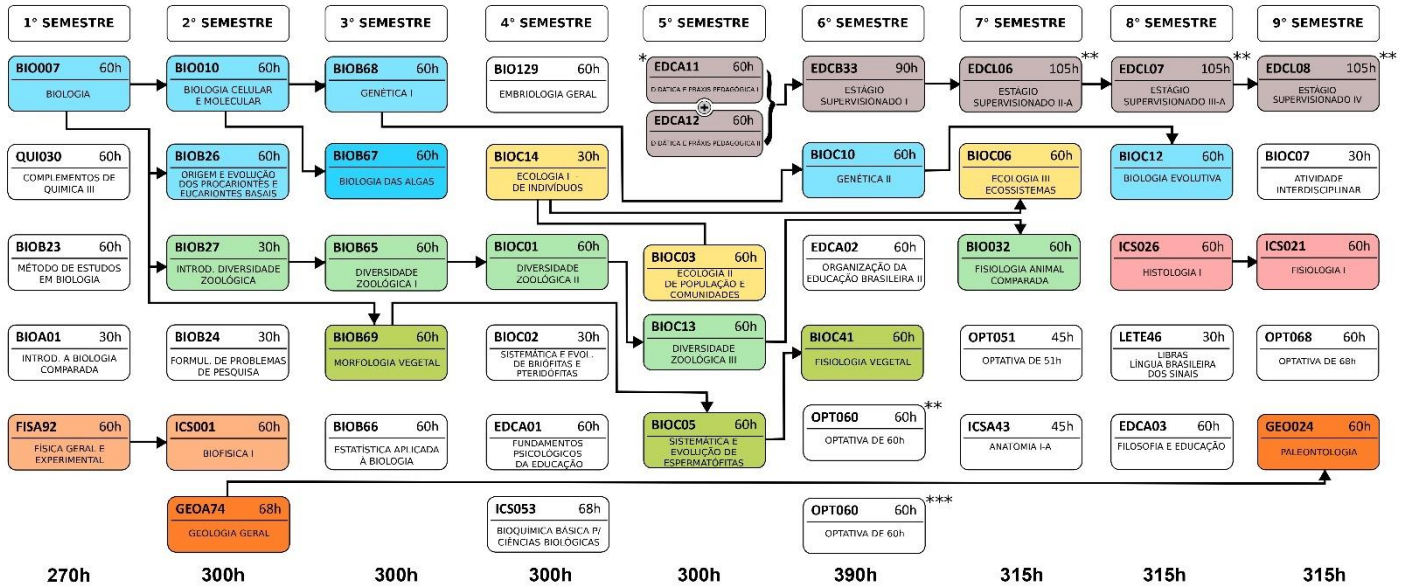 1° SEMESTRE
2° SEMESTRE
3° SEMESTRE
4° SEMESTRE
5° SEMESTRE
6° SEMESTRE
7° SEMESTRE
8° SEMESTRE
9° SEMESTRE
BIO007 60h
BIOLOGIA
BIO010 60h
BIOLOGIA CELULAR
E MOLECULAR
BIOB68 60h
GENÉTICA I
BIO129 60h
EMBRIOLOGIA GERAL
*
EDCA11 60h
DIDÁTICA E PRAXIS PEDAGÓGICA I
+
EDCA12 60h
DIDÁTICA E PRÁXIS PEDAGÓGICA II
EDCB33 90h
ESTÁGIO
SUPERVISIONADO I
EDCL06 105h **
ESTÁGIO
SUPERVISIONADO II-A
EDCL07 105h **
ESTÁGIO
SUPERVISIONADO III-A
EDCL08 105h **
ESTÁGIO
SUPERVISIONADO IV
QUI030 60h
COMPLEMENTOS DE
QUIMICA III
BIOB26 60h
ORIGEM E EVOLUÇÃO
DOS PROCARIONTES E
EUCARIONTES BASAIS
BIOB67 60h
BIOLOGIA DAS ALGAS
BIOC14 30h
ECOLOGIA I -
DE INDIVÍDUOS
BIOC10 60h
GENÉTICA II
BIOC06 60h
ECOLOGIA III
ECOSSISTEMAS
BIOC12 60h
BIOLOGIA EVOLUTIVA
BIOC07 30h
ATIVIDADE
INTERDISCIPLINAR
BIOB23 60h
MÉTODO DE ESTUDOS
EM BIOLOGIA
BIOB27 30h
INTROD. DIVERSIDADE
ZOOLÓGICA
BIOB65 60h
DIVERSIDADE
ZOOLÓGICA I
BIOC01 60h
DIVERSIDADE
ZOOLÓGICA II
BIOC03 60h
ECOLOGIA II
DE POPULAÇÃO E
COMUNIDADES
EDCA02 60h
ORGANIZAÇÃO DA
EDUCAÇÃO BRASILEIRA II
BIO032 60h
FISIOLOGIA ANIMAL
COMPARADA
ICS026 60h
HISTOLOGIA I
ICS021 60h
FISIOLOGIA I
BIOA01 30h
INTROD. A BIOLOGIA
COMPARADA
BIOB24 30h
FORMUL. DE PROBLEMAS
DE PESQUISA
BIOB69 60h
MORFOLOGIA VEGETAL
BIOC02 30h
SISTEMÁTICA E EVOL.
DE BRIÓFITAS E
PTERIDÓFITAS
BIOC13 60h
DIVERSIDADE
ZOOLÓGICA III
BIOC41 60h
FISIOLOGIA VEGETAL
OPT051 45h
OPTATIVA DE 51h
LETE46 30h
LIBRAS
LÍNGUA BRASILEIRA
DOS SINAIS
OPT068 60h
OPTATIVA DE 68h
FISA92 60h
FÍSICA GERAL E
EXPERIMENTAL
ICS001 60h
BIOFISICA I
BIOB66 60h
ESTATÍSTICA APLICADA
À BIOLOGIA
EDCA01 60h
FUNDAMENTOS
PSICOLÓGICOS
DA EDUCAÇÃO
BIOC05 60h
SISTEMÁTICA E
EVOLUÇÃO DE
ESPERMATÓFITAS
OPT060 60h **
OPTATIVA DE 60h
ICSA43 45h
ANATOMIA I-A
EDCA03 60h
FILOSOFIA E EDUCAÇÃO
GEO024 60h
PALEONTOLOGIA
GEOA74 68h
GEOLOGIA GERAL
ICS053 68h
BIOQUÍMICA BÁSICA P/
CIÊNCIAS BIOLÓGICAS
OPT060 60h ***
OPTATIVA DE 60h
270h
300h
300h
300h
300h
390h
315h
315h
315h